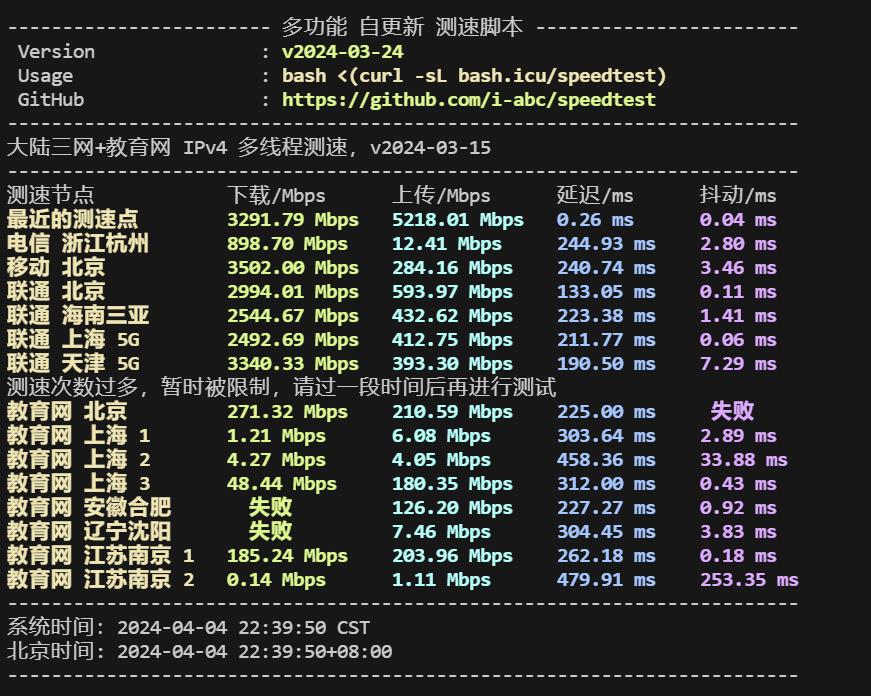 ------------------------ 多功能 自更新 测速脚本 ------------------------
Version : v2024-03-24
Usage : bash <(curl -sL bash.icu/speedtest)
GitHub : https://github.com/i-abc/speedtest
------------------------------------------------------------------------
大陆三网+教育网 IPv4 多线程测速，v2024-03-15
------------------------------------------------------------------------
测速节点 下载/Mbps 上传/Mbps 延迟/ms 抖动/ms
最近的测速点 3291.79 Mbps 5218.01 Mbps 0.26 ms 0.04 ms
电信 浙江杭州 898.70 Mbps 12.41 Mbps 244.93 ms 2.80 ms
移动 北京 3502.00 Mbps 284.16 Mbps 240.74 ms 3.46 ms
联通 北京 2994.01 Mbps 593.97 Mbps 133.05 ms 0.11 ms
联通 海南三亚 2544.67 Mbps 432.62 Mbps 223.38 ms 1.41 ms
联通 上海 5G 2492.69 Mbps 412.75 Mbps 211.77 ms 0.06 ms
联通 天津 5G 3340.33 Mbps 393.30 Mbps 190.50 ms 7.29 ms
测速次数过多，暂时被限制，请过一段时间后再进行测试
教育网 北京 271.32 Mbps 210.59 Mbps 225.00 ms 失败
教育网 上海 1 1.21 Mbps 6.08 Mbps 303.64 ms 2.89 ms
教育网 上海 2 4.27 Mbps 4.05 Mbps 458.36 ms 33.88 ms
教育网 上海 3 48.44 Mbps 180.35 Mbps 312.00 ms 0.43 ms
教育网 安徽合肥 失败 126.20 Mbps 227.27 ms 0.92 ms
教育网 辽宁沈阳 失败 7.46 Mbps 304.45 ms 3.83 ms
教育网 江苏南京 1 185.24 Mbps 203.96 Mbps 262.18 ms 0.18 ms
教育网 江苏南京 2 0.14 Mbps 1.11 Mbps 479.91 ms 253.35 ms
------------------------------------------------------------------------
系统时间: 2024-04-04 22:39:50 CST
北京时间: 2024-04-04 22:39:50+08:00
------------------------------------------------------------------------